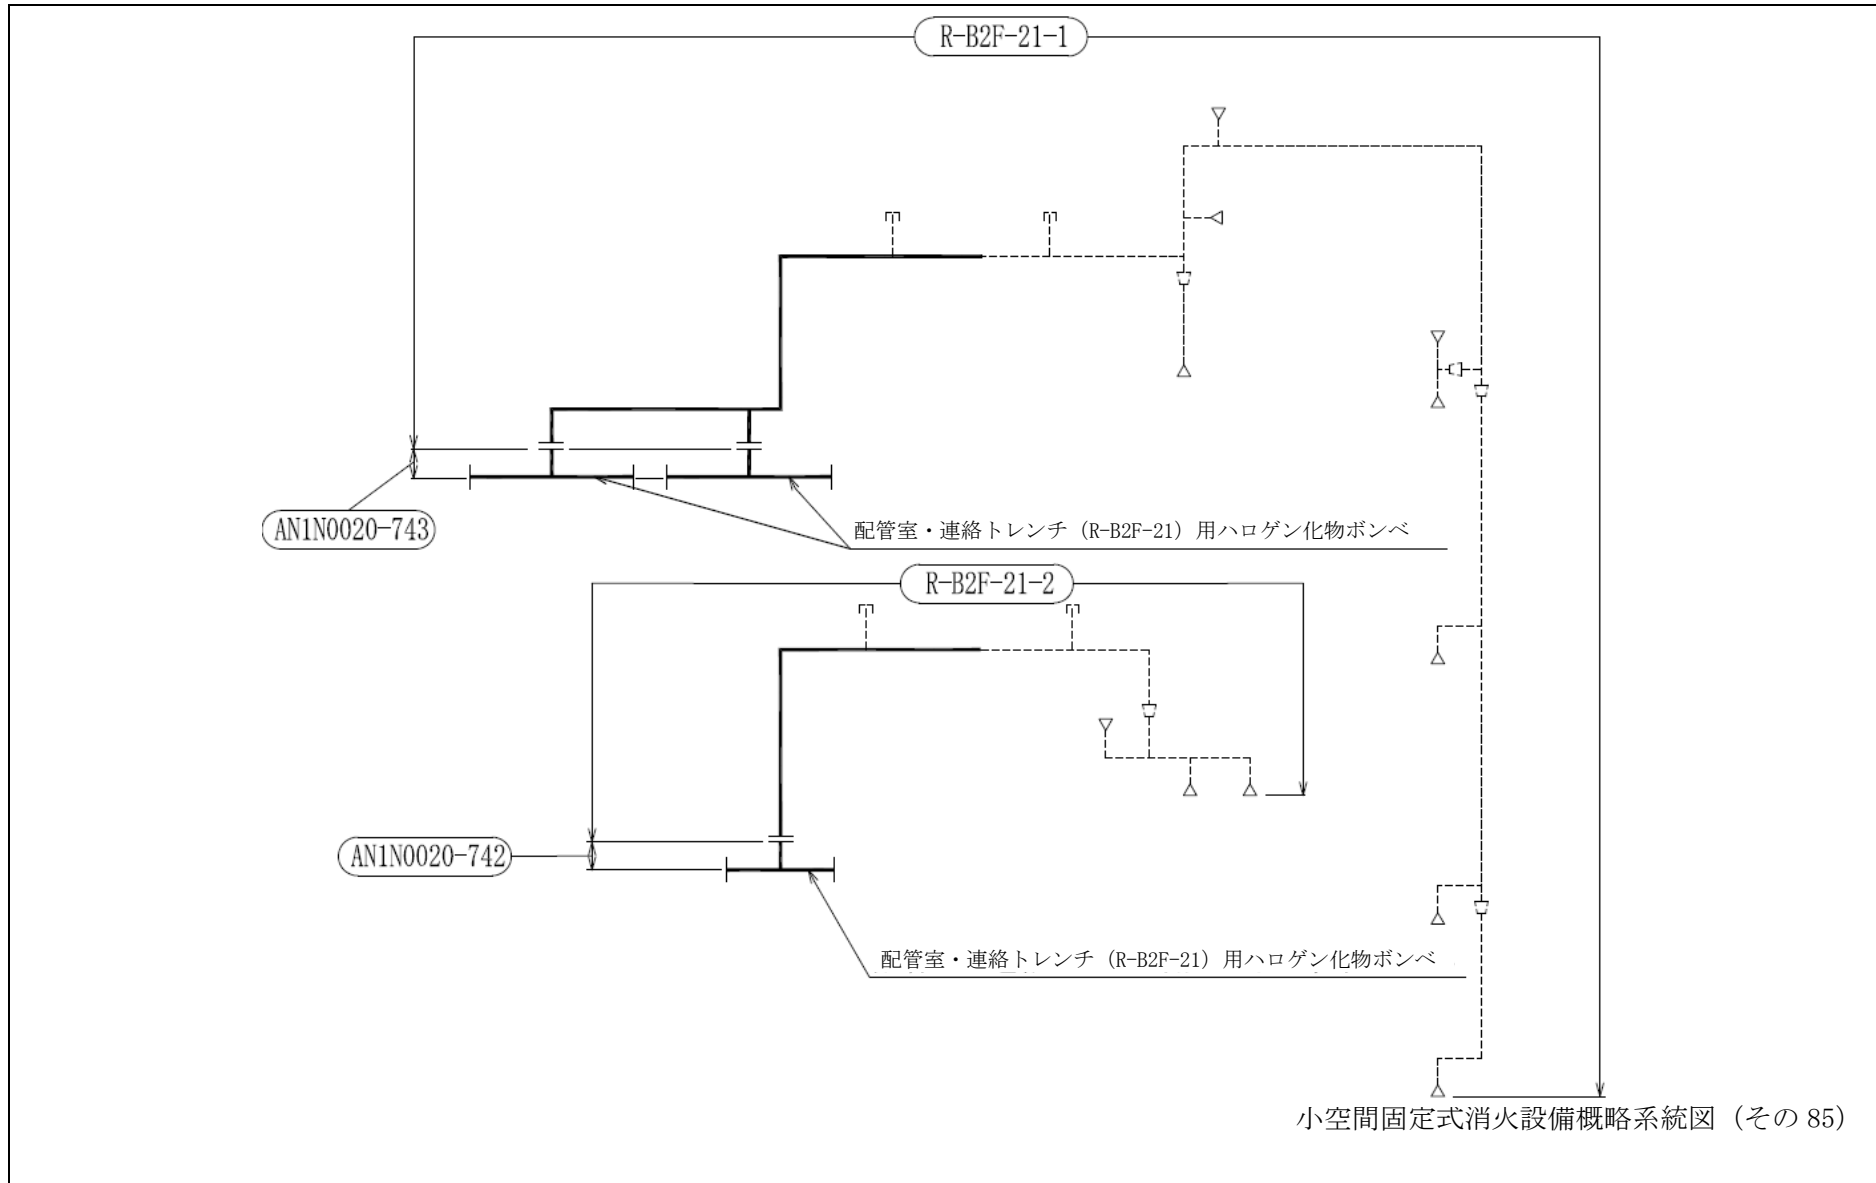 R-B2F-21-1
AN1N0020-743
配管室・連絡トレンチ（R-B2F-21）用ハロゲン化物ボンベ
R-B2F-21-2
AN1N0020-742
配管室・連絡トレンチ（R-B2F-21）用ハロゲン化物ボンベ
小空間固定式消火設備概略系統図（その 85）